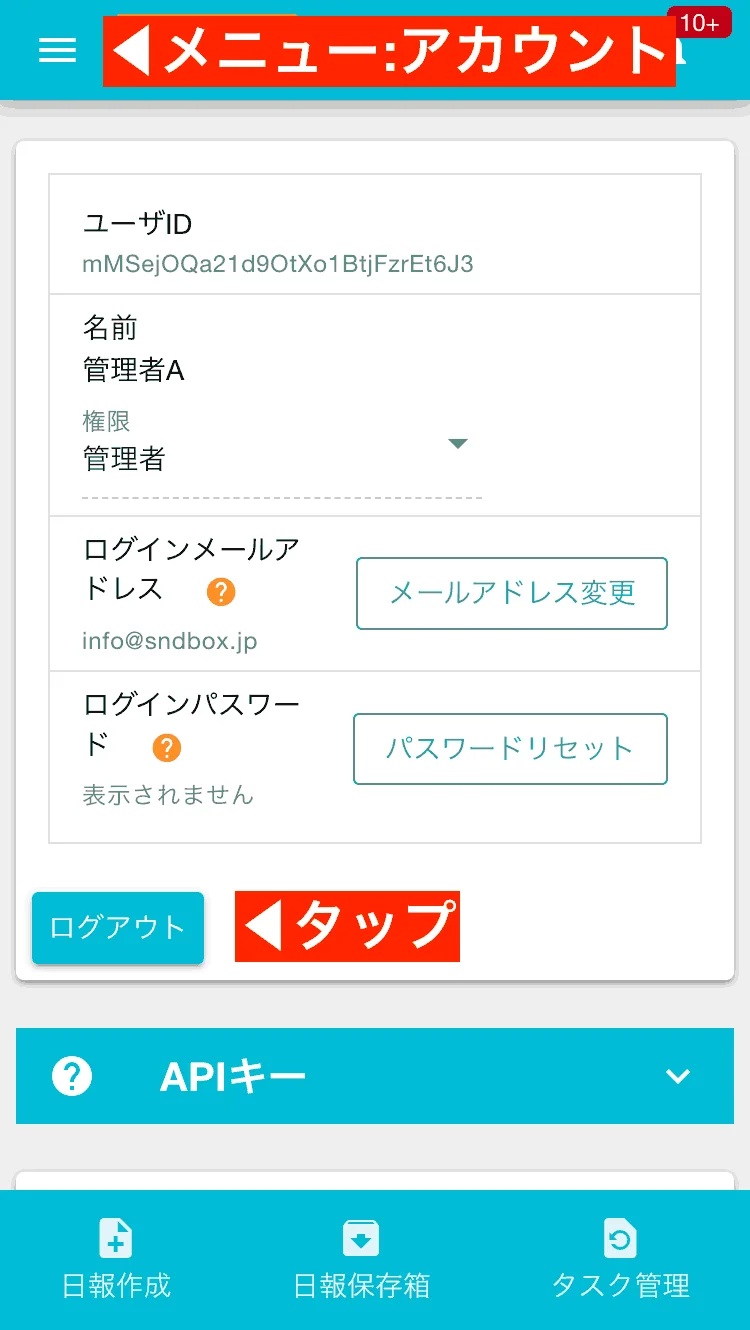 10+
◀メニュー:アカウント
ユーザID
mMSejOQa21d9OtXo1BtjFzrEt6J3
名前
管理者A
権限
管理者
ログインメールア
ドレス
?
メールアドレス変更
info@sndbox.jp
ログインパスワー
ド
?
パスワードリセット
表示されません
ログアウト
◀タップ
?
APIキー
日報作成
日報保存箱
タスク管理